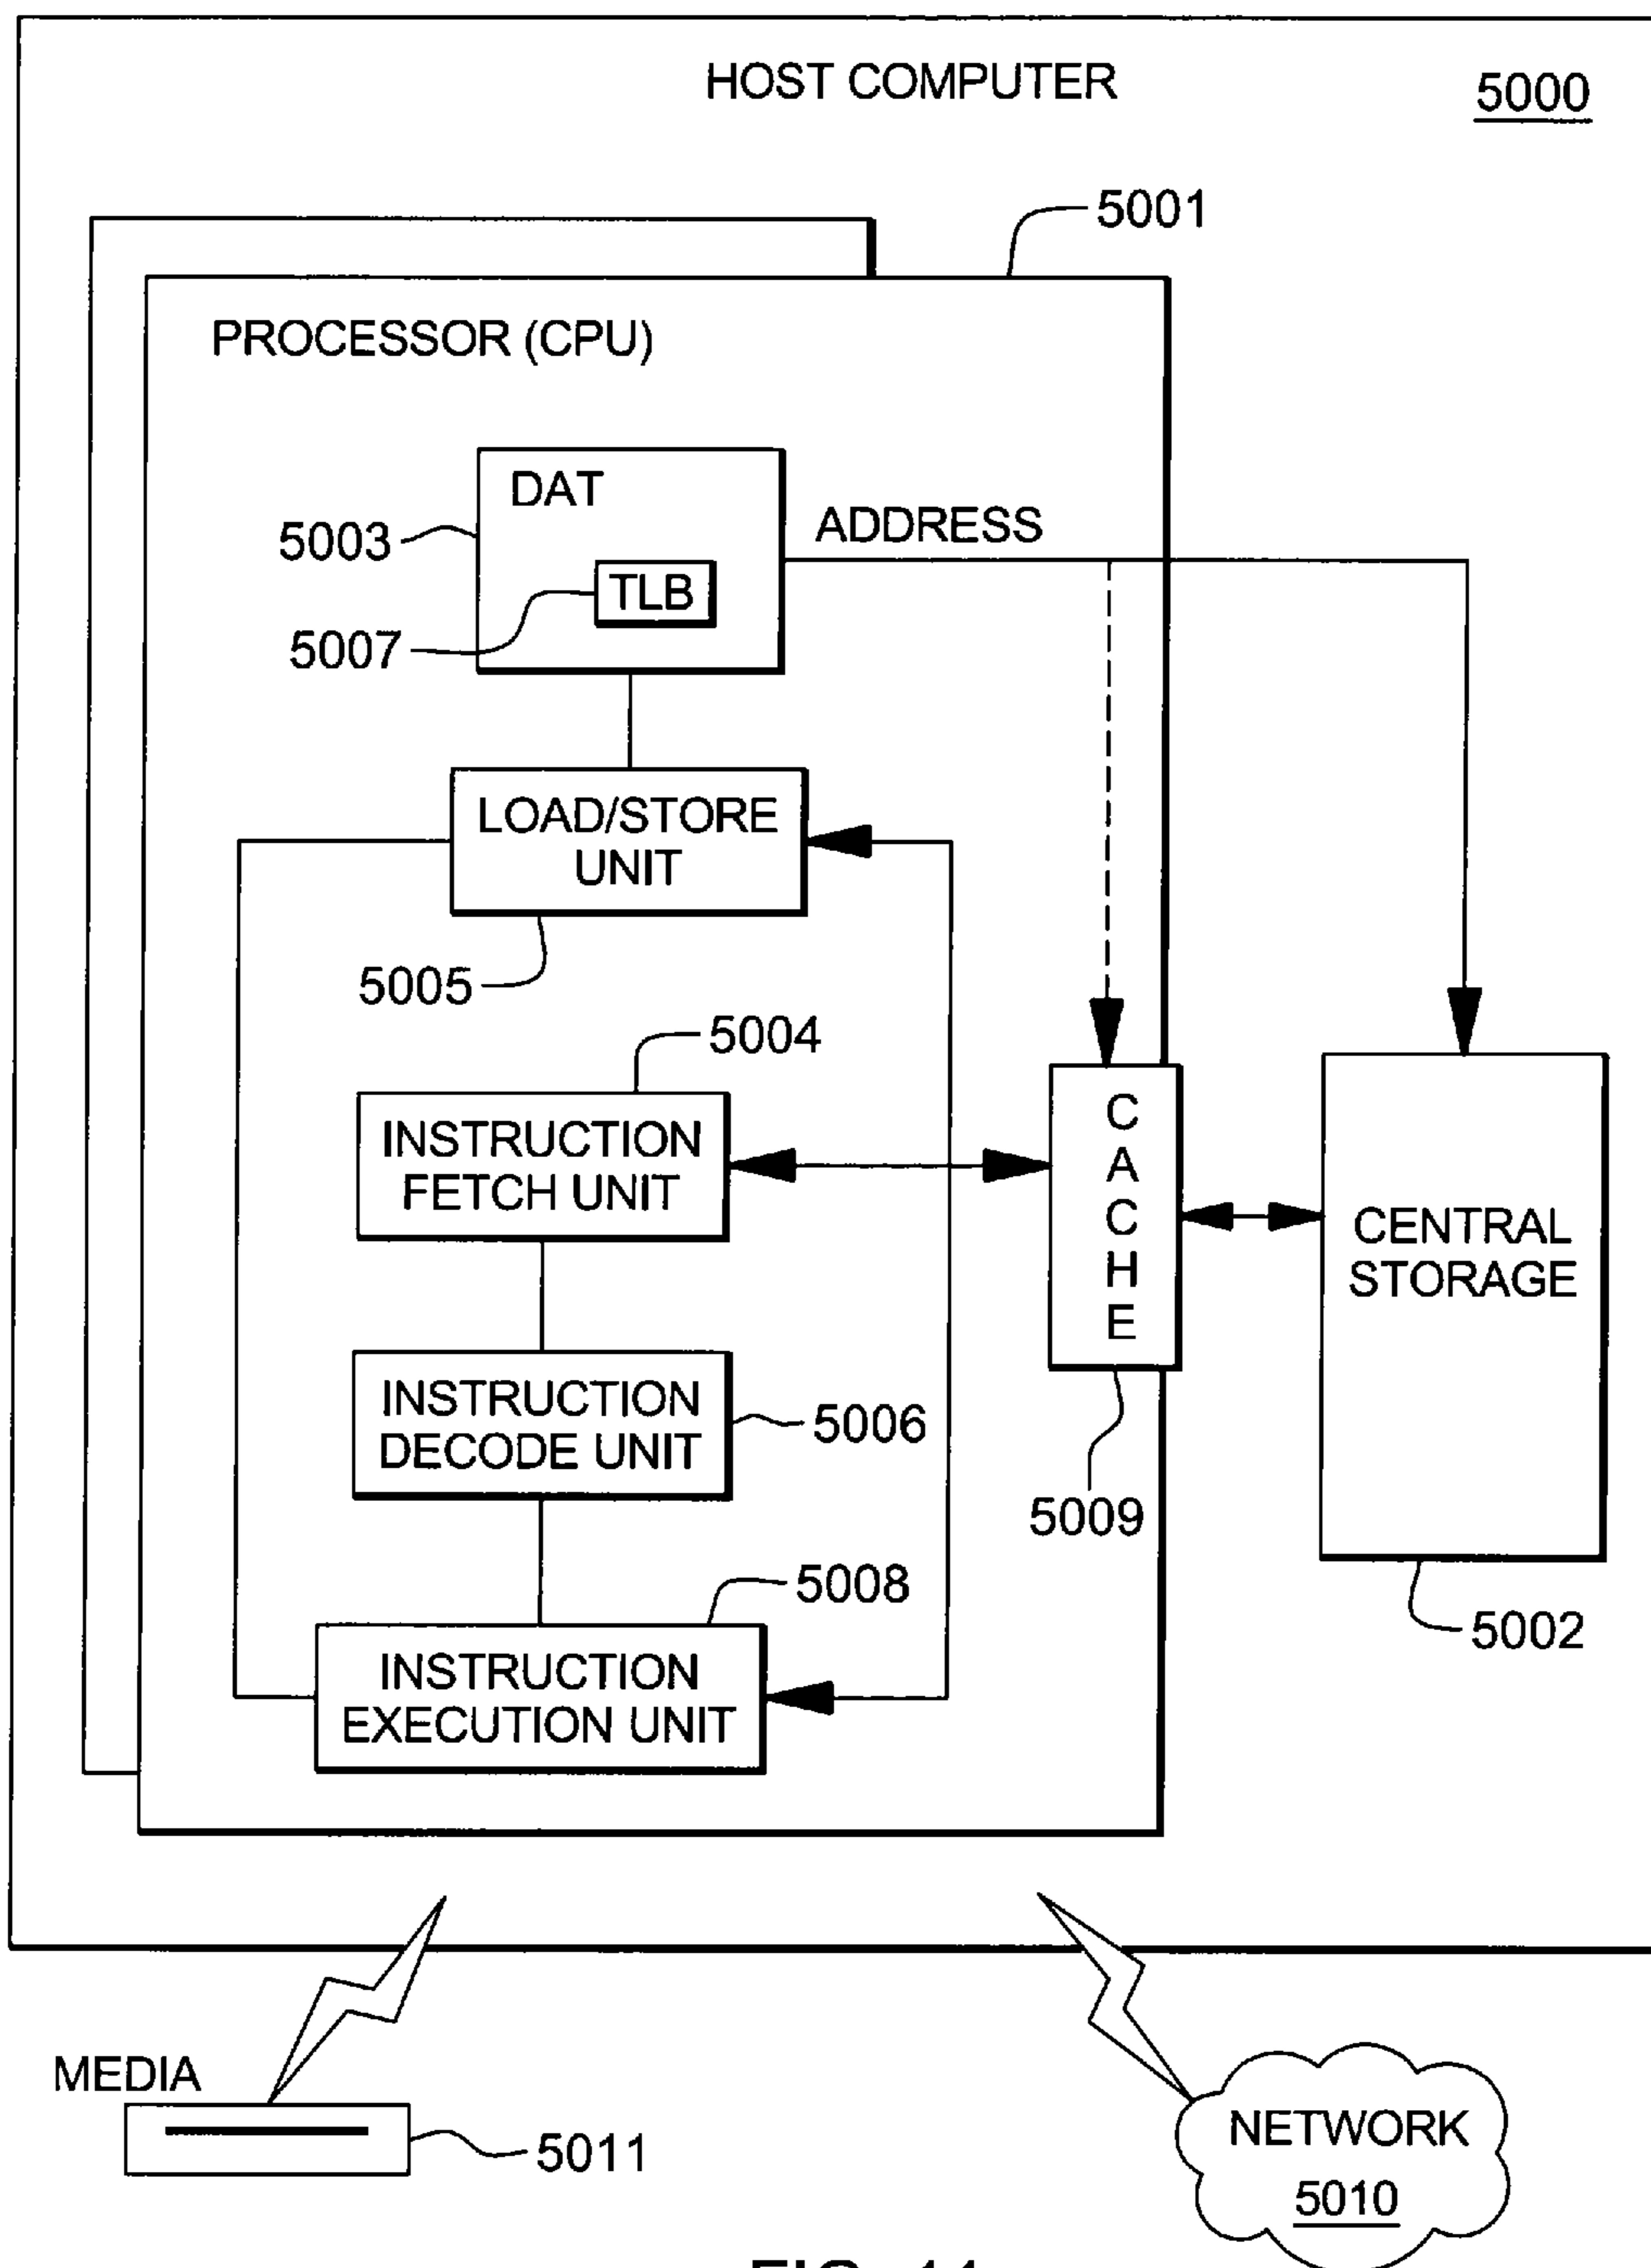 HOST COMPUTER
5000
5001
PROCESSOR (CPU)
DAT
5003
ADDRESS
TLB
5007
LOAD/STORE
UNIT
5005
5004
INSTRUCTION
FETCH UNIT
CACHE
CENTRAL
STORAGE
INSTRUCTION
DECODE UNIT
5006
5009
5008
5002
INSTRUCTION
EXECUTION UNIT
MEDIA
5011
NETWORK
5010